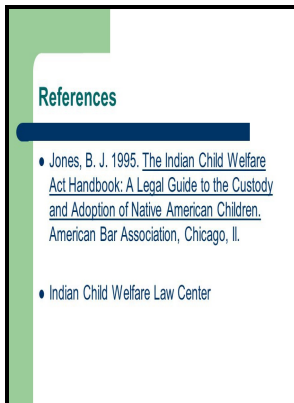 References
Jones, B. J. 1995. The Indian Child Welfare
Act Handbook: A Legal Guide to the Custody
and Adoption of Native American Children.
American Bar Association, Chicago, Il.
Indian Child Welfare Law Center